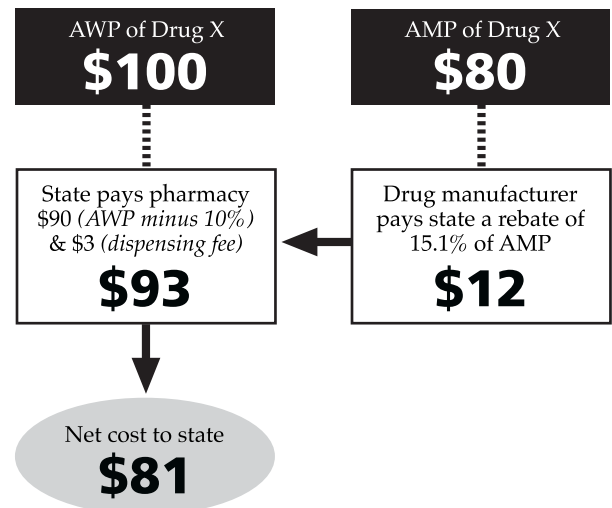 AWP of Drug X
$100
AMP of Drug X
$80
State pays pharmacy
$90 (AWP minus 10%)
& $3 (dispensing fee)
$93
Drug manufacturer
pays state a rebate of
15.1% of AMP
$12
Net cost to state
$81